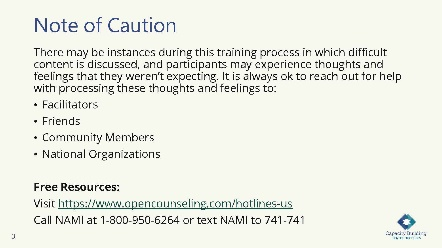 Note of Caution
There may be instances during this training process in which difficult
content is discussed, and participants may experience thoughts and
feelings that they weren't expecting. It is always ok to reach out for help
with processing these thoughts and feelings to:
• Facilitators
• Friends
• Community Members
• National Organizations
Free Resources:
Visit https://www.opencounseling.com/hotlines-us
Call NAMI at 1-800-950-6264 or text NAMI to 741-741
Capacity Building